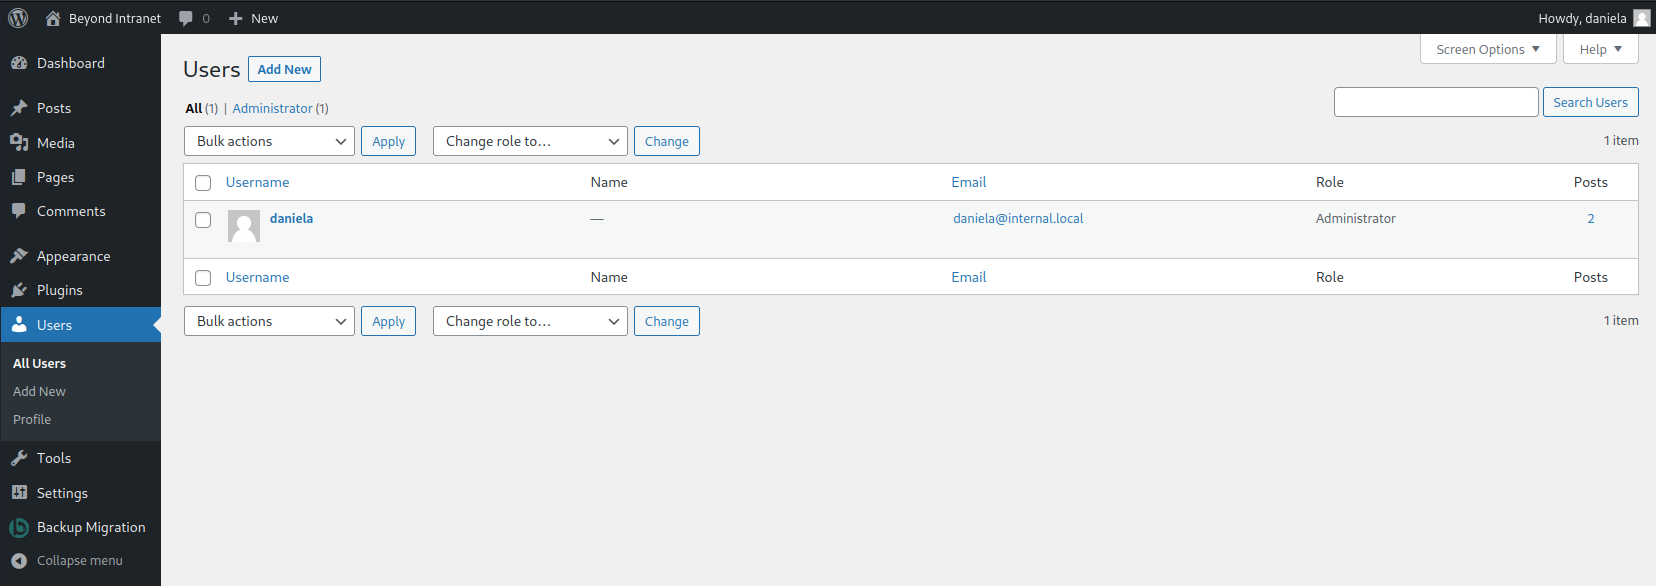 Beyond Intranet 0 New Howdy, daniela
Screen Options Help
Dashboard
Posts
Media
Pages
Comments
Appearance
Plugins
Users
All Users
Add New
Profile
Tools
Settings
Backup Migration
Collapse menu
Users Add New
All (1) | Administrator (1)
Search Users
Bulk actions Apply Change role to... Change 1 item
Username Name Email Role Posts
daniela — daniela@internal.local Administrator 2
Username Name Email Role Posts
Bulk actions Apply Change role to... Change 1 item